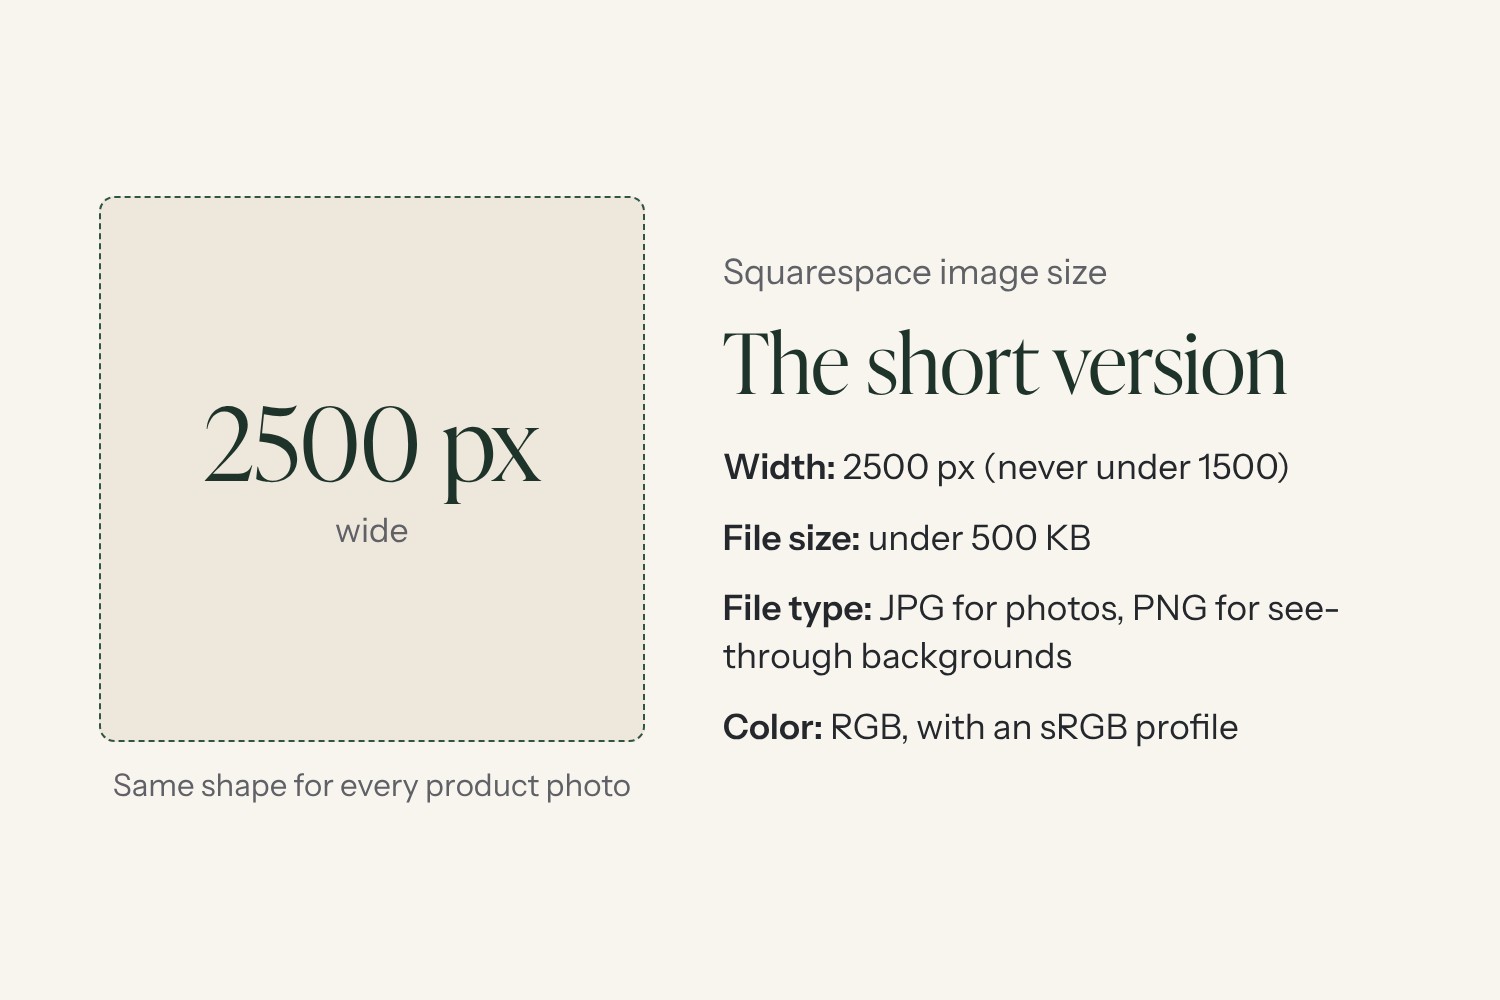 2500 px
wide
Same shape for every product photo
Squarespace image size
The short version
Width: 2500 px (never under 1500)
File size: under 500 KB
File type: JPG for photos, PNG for see-
through backgrounds
Color: RGB, with an sRGB profile